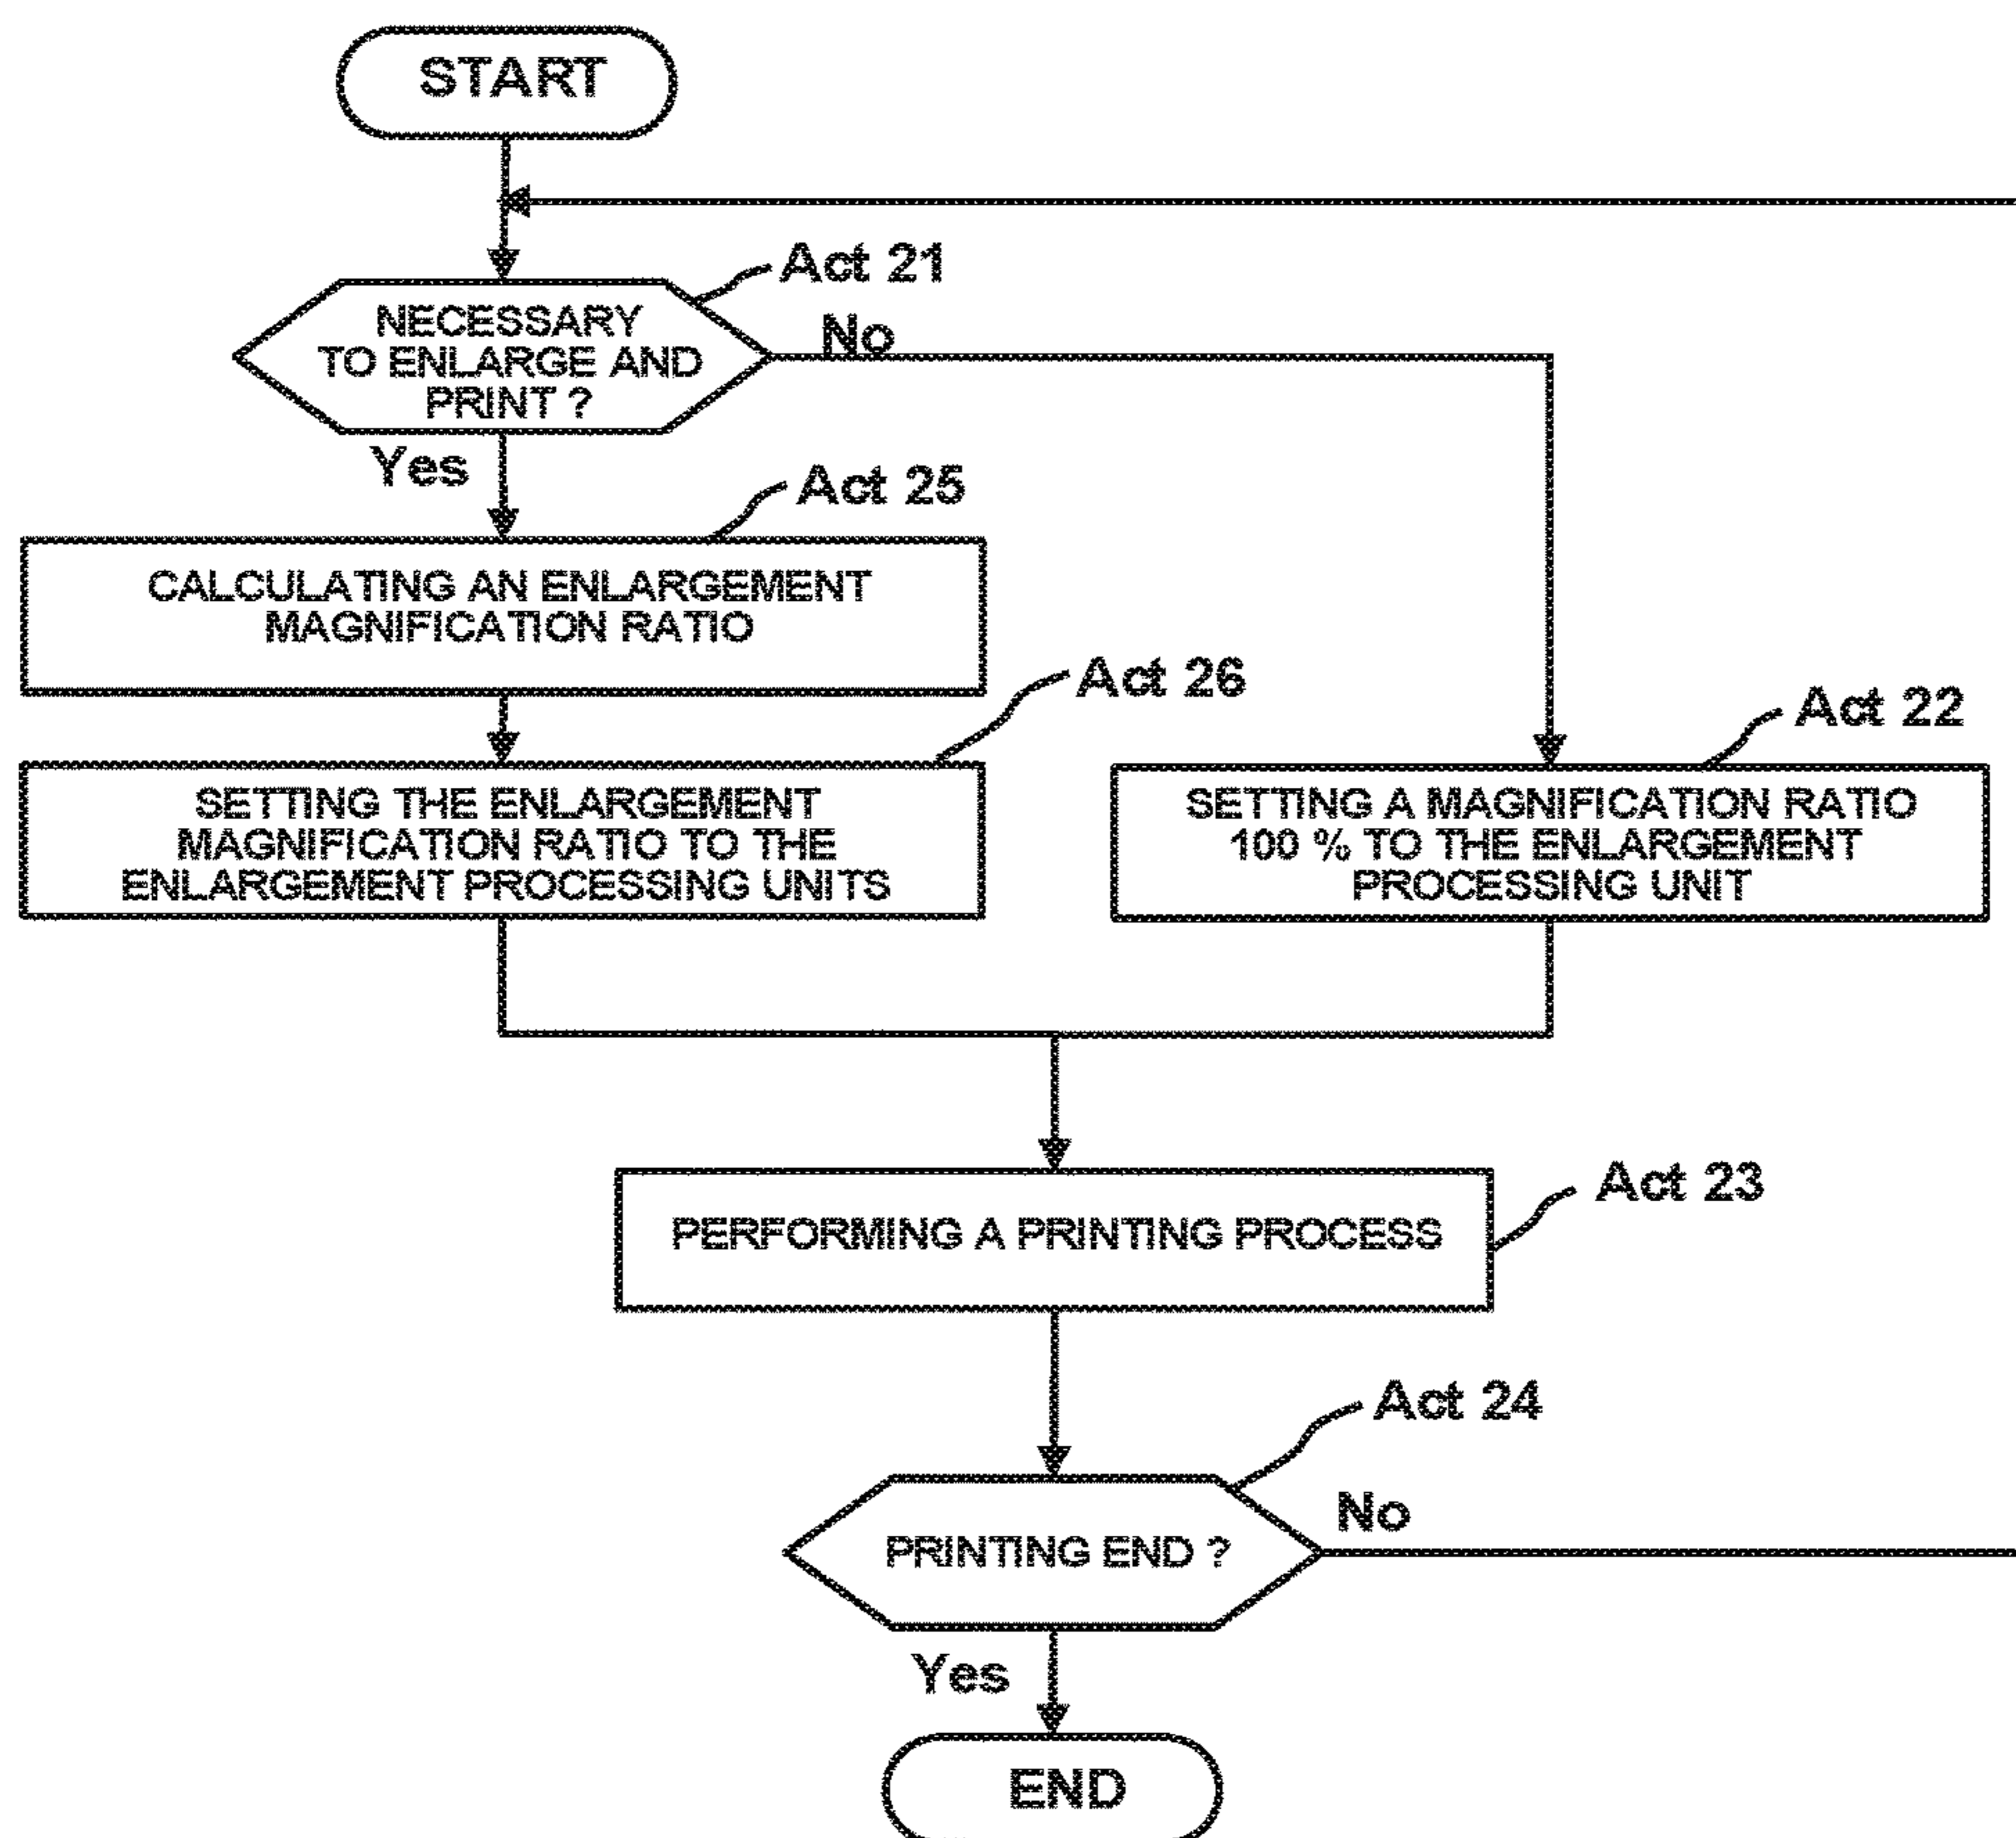 START
Act 21
NECESSARY
TO ENLARGE AND
PRINT ?
No
Yes
Act 25
CALCULATING AN ENLARGEMENT
MAGNIFICATION RATIO
Act 26
SETTING THE ENLARGEMENT
MAGNIFICATION RATIO TO THE
ENLARGEMENT PROCESSING UNITS
Act 22
SETTING A MAGNIFICATION RATIO
100 % TO THE ENLARGEMENT
PROCESSING UNIT
Act 23
PERFORMING A PRINTING PROCESS
Act 24
PRINTING END ?
No
Yes
END